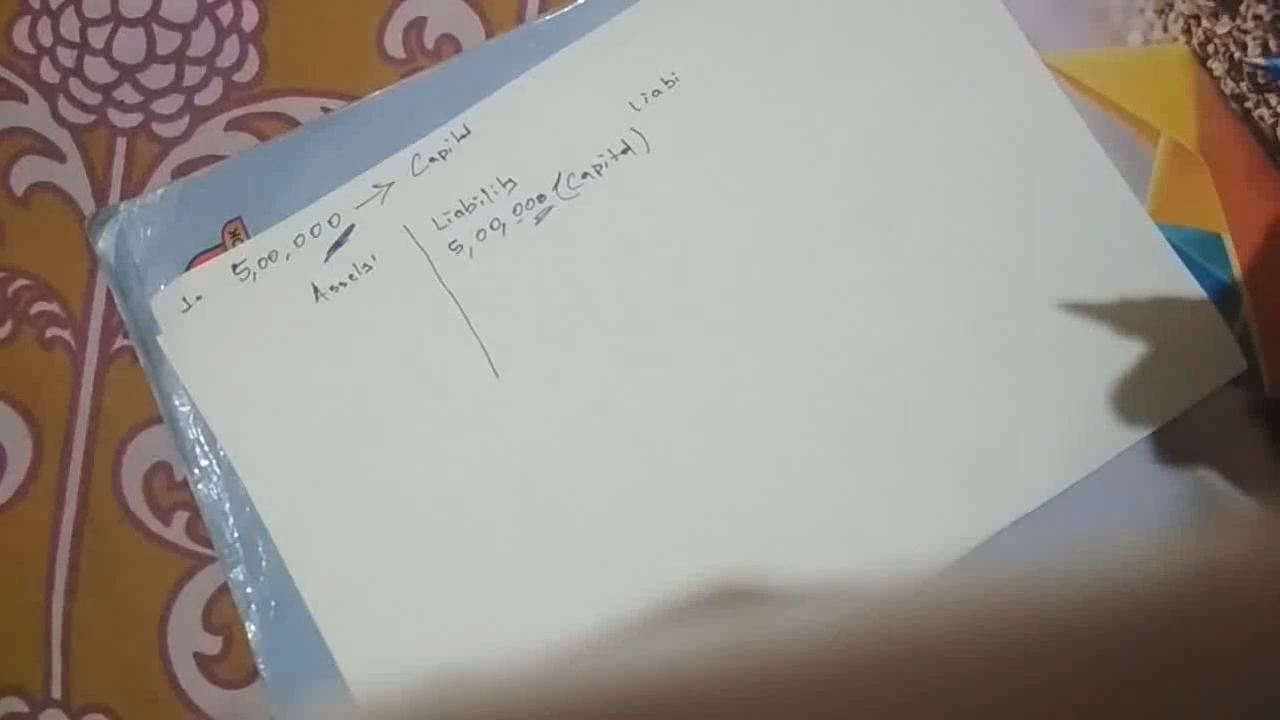 1. 5,00,000 → Capital
Assets. Liability Liabi
5,00,000 (Capital)